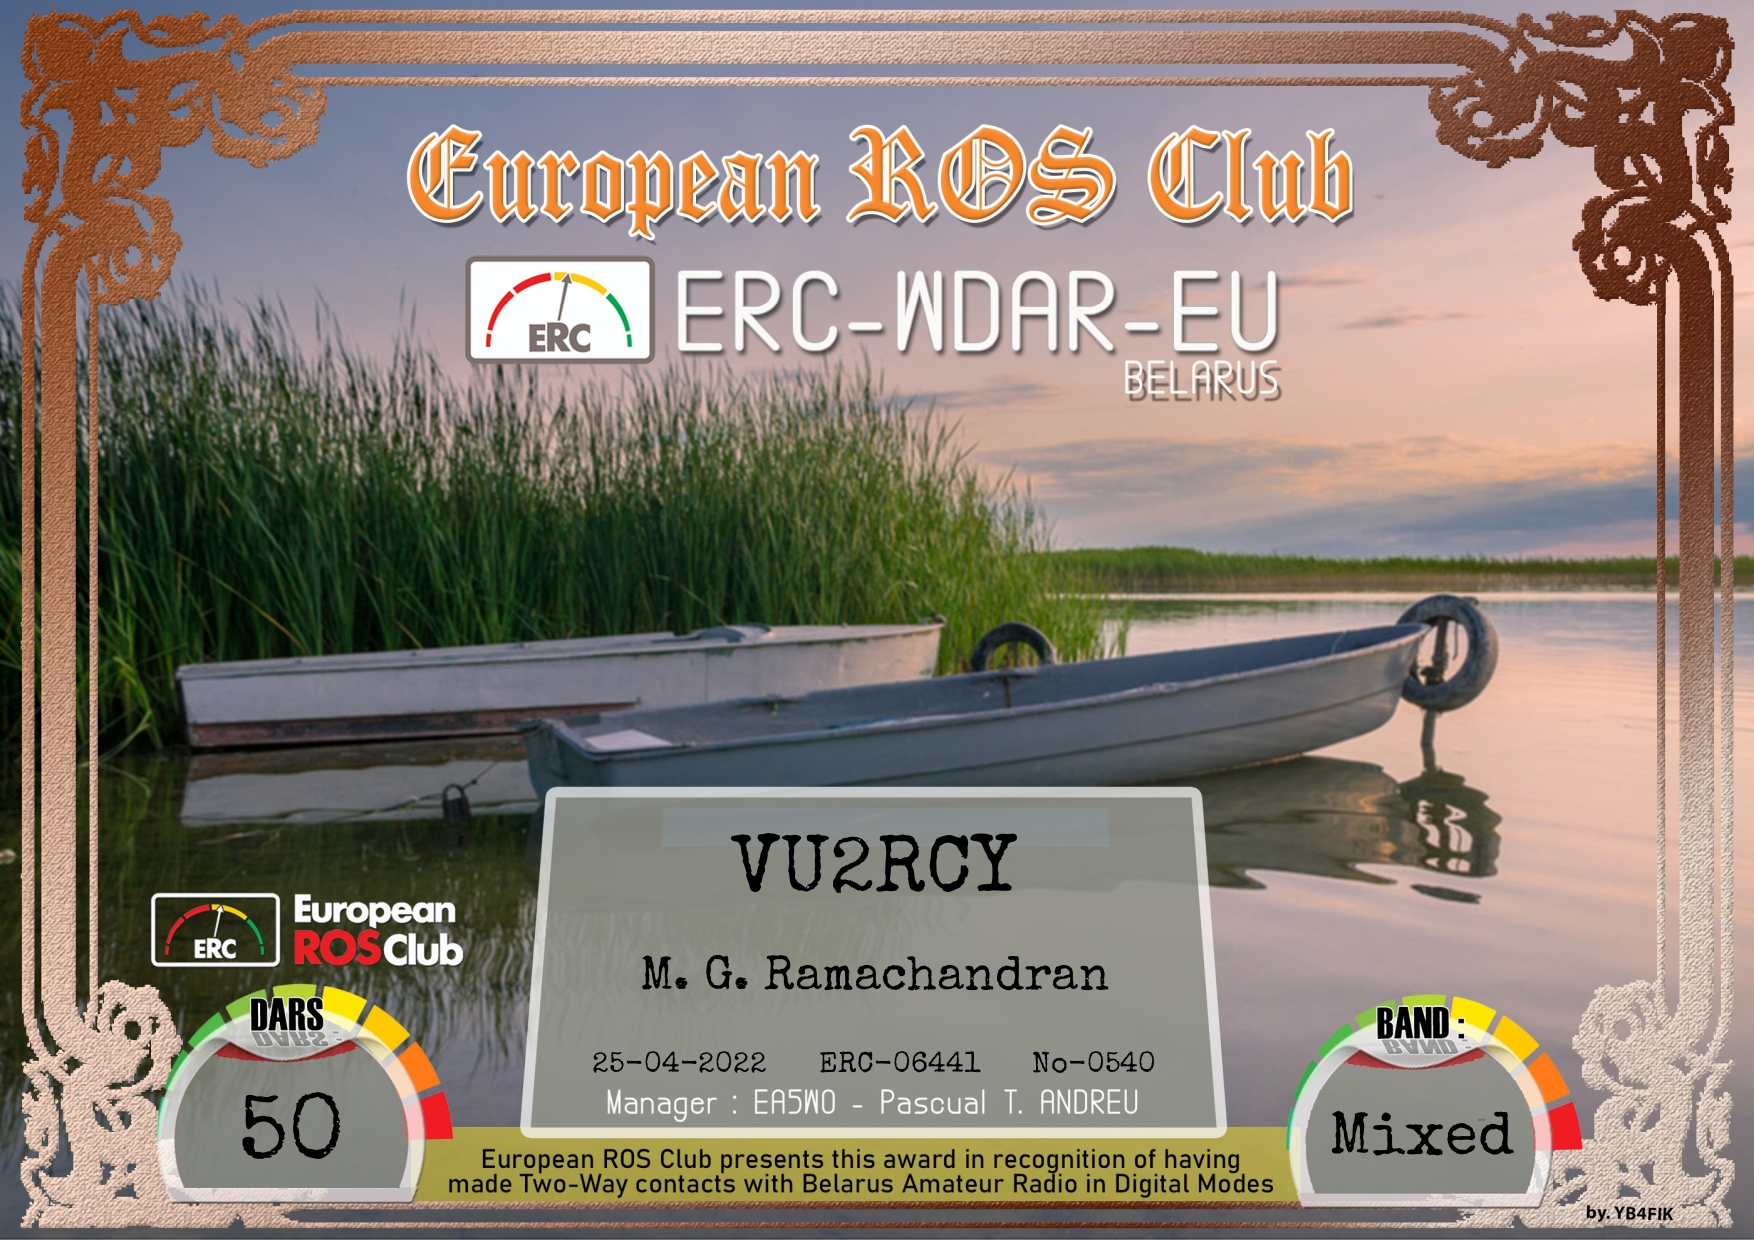 European ROS Club
ERC
ERC-WDAR-EU
BELARUS
VU2RCY
M. G. Ramachandran
25-04-2022 ERC-06441 No-0540
Manager : EA5WO - Pascual T. ANDREU
ERC
European
ROSClub
DARS
50
BAND :
Mixed
European ROS Club presents this award in recognition of having
made Two-Way contacts with Belarus Amateur Radio in Digital Modes
by. YB4FIK